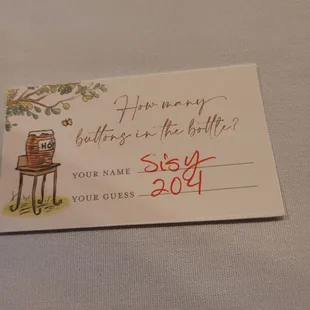 How many
buttons in the bottle?
HO
YOUR NAME Sisy
YOUR GUESS 204